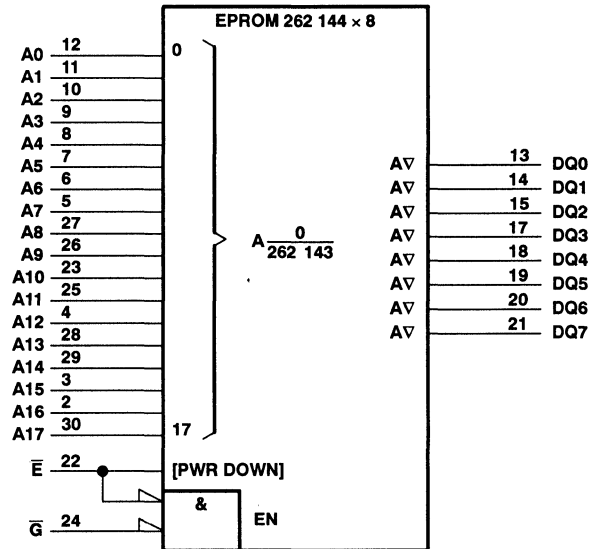 EPROM 262 144 × 8
A0 12 0
A1 11
A2 10
A3 9
A4 8
A5 7
A6 6
A7 5
A8 27
A9 26
A10 23
A11 25
A12 4
A13 28
A14 29
A15 3
A16 2
A17 30 17
A 0
262 143
A∇ 13 DQ0
A∇ 14 DQ1
A∇ 15 DQ2
A∇ 17 DQ3
A∇ 18 DQ4
A∇ 19 DQ5
A∇ 20 DQ6
A∇ 21 DQ7
E̅ 22 [PWR DOWN]
&
G̅ 24 EN